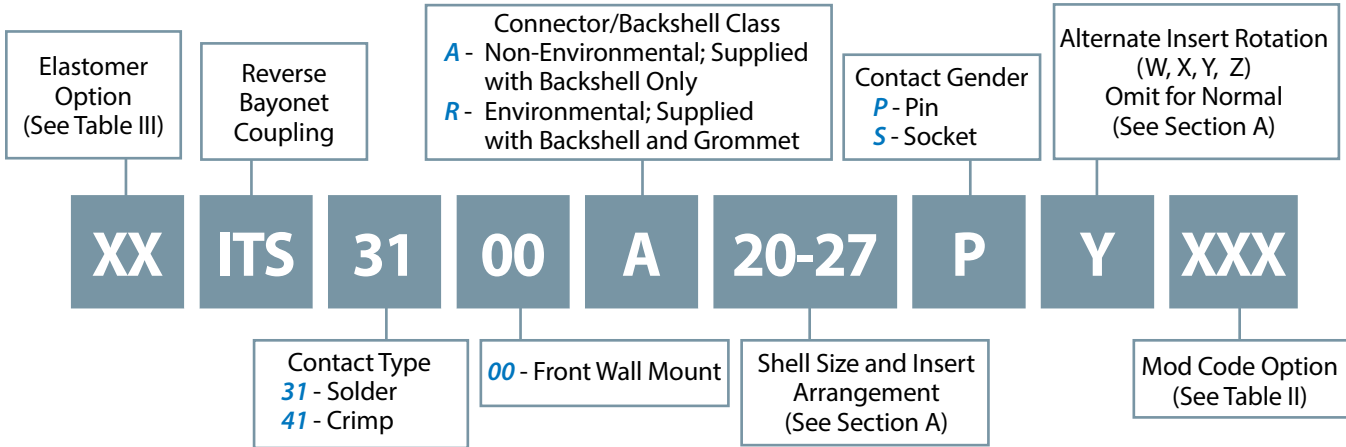 Elastomer
Option
(See Table III)
Reverse
Bayonet
Coupling
Connector/Backshell Class
A - Non-Environmental; Supplied
with Backshell Only
R - Environmental; Supplied
with Backshell and Grommet
Contact Gender
P - Pin
S - Socket
Alternate Insert Rotation
(W, X, Y, Z)
Omit for Normal
(See Section A)
XX ITS 31 00 A 20-27 P Y XXX
Contact Type
31 - Solder
41 - Crimp
00 - Front Wall Mount
Shell Size and Insert
Arrangement
(See Section A)
Mod Code Option
(See Table II)